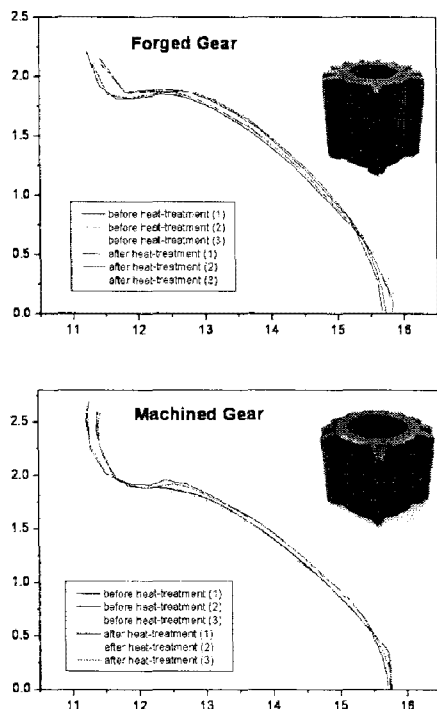 Forged Gear
2.5
2.0
1.5
1.0
0.5
0.0
before heat-treatment (1)
before heat-treatment (2)
before heat-treatment (3)
after heat-treatment (1)
after heat-treatment (2)
after heat-treatment (3)
11 12 13 14 15 16
Machined Gear
2.5
2.0
1.5
1.0
0.5
0.0
before heat-treatment (1)
before heat-treatment (2)
before heat-treatment (3)
after heat-treatment (1)
after heat-treatment (2)
after heat-treatment (3)
11 12 13 14 15 16